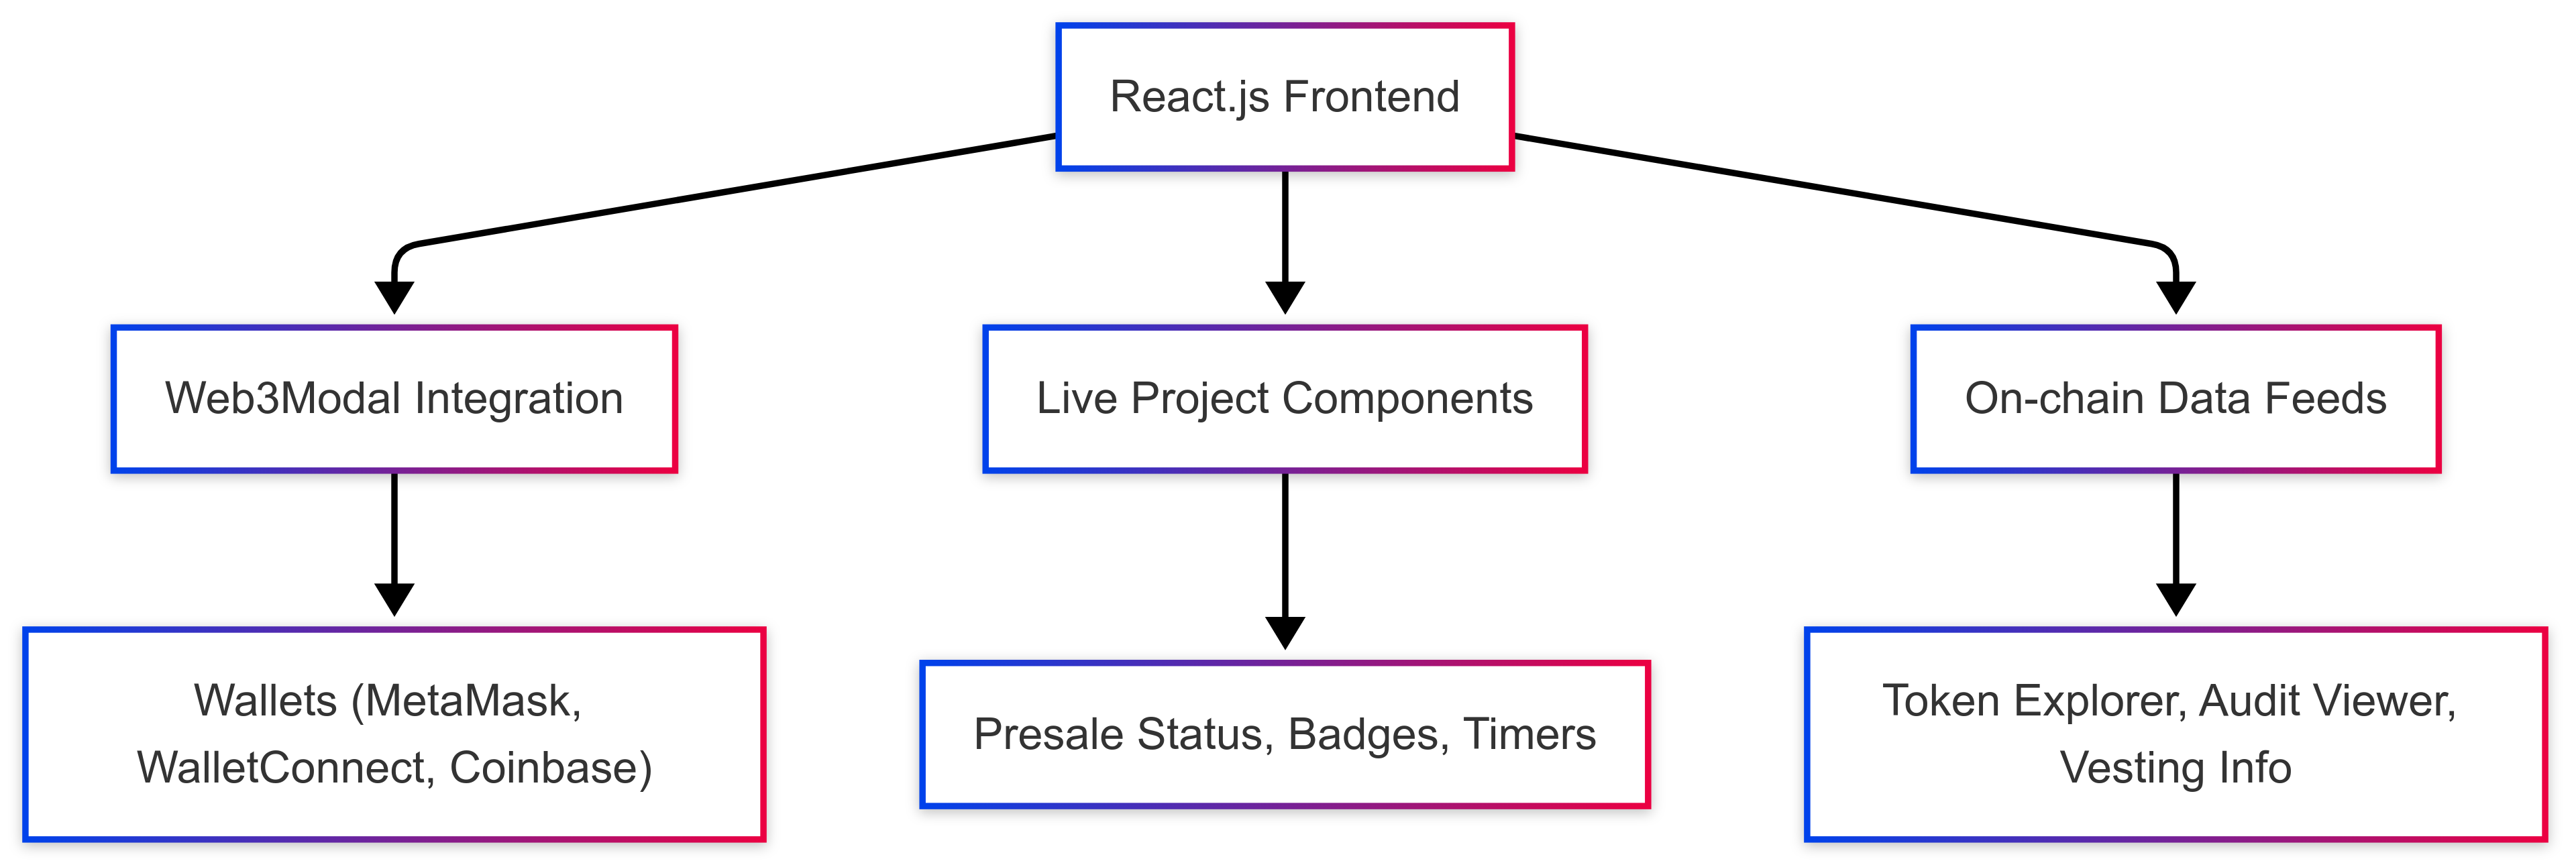 React.js Frontend
Web3Modal Integration
Live Project Components
On-chain Data Feeds
Wallets (MetaMask,
WalletConnect, Coinbase)
Presale Status, Badges, Timers
Token Explorer, Audit Viewer,
Vesting Info